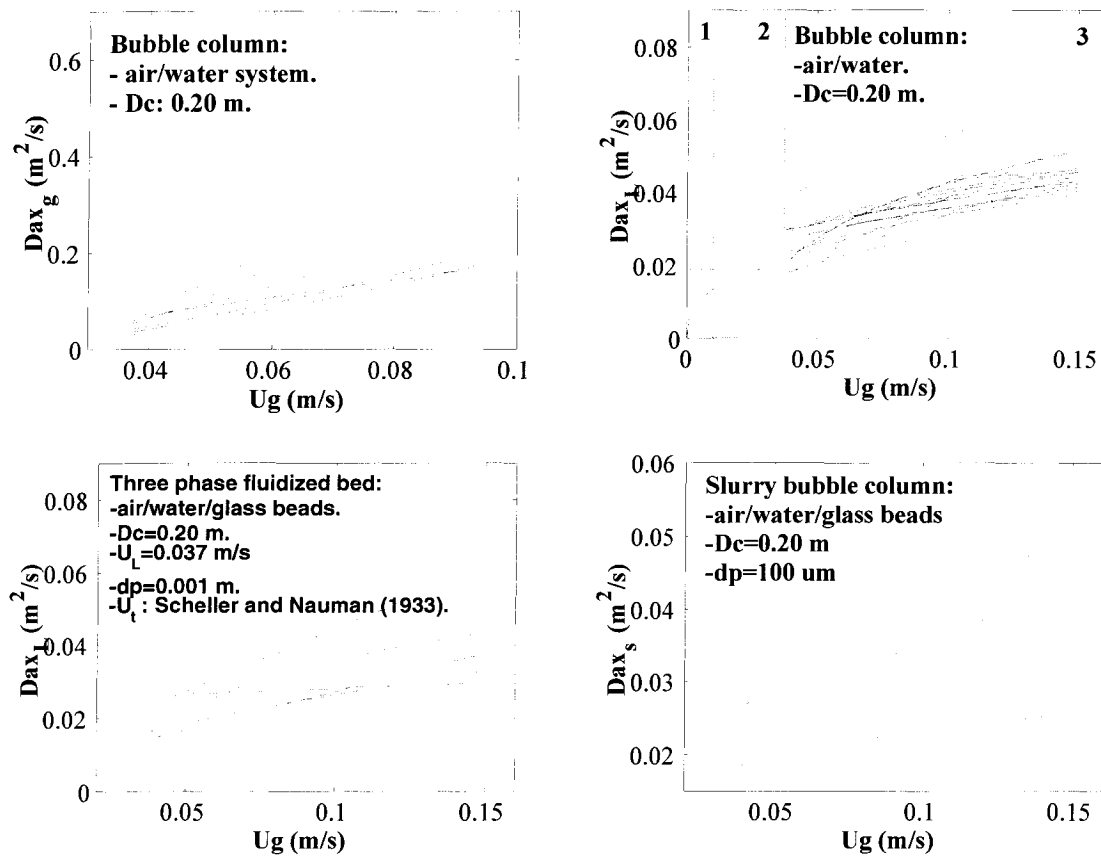 Bubble column:
- air/water system.
- Dc: 0.20 m.
0.6
0.4
0.2
0
Dax_g (m^2/s)
0.04
0.06
0.08
0.1
Ug (m/s)
1
2
3
Bubble column:
-air/water.
-Dc=0.20 m.
0.08
0.06
0.04
0.02
0
Dax_L (m^2/s)
0
0.05
0.1
0.15
Ug (m/s)
Three phase fluidized bed:
-air/water/glass beads.
-Dc=0.20 m.
-U_L=0.037 m/s
-dp=0.001 m.
-U_t : Scheller and Nauman (1933).
0.08
0.06
0.04
0.02
0
Dax_L (m^2/s)
0.05
0.1
0.15
Ug (m/s)
Slurry bubble column:
-air/water/glass beads
-Dc=0.20 m
-dp=100 um
0.06
0.05
0.04
0.03
0.02
Dax_s (m^2/s)
0.05
0.1
0.15
Ug (m/s)